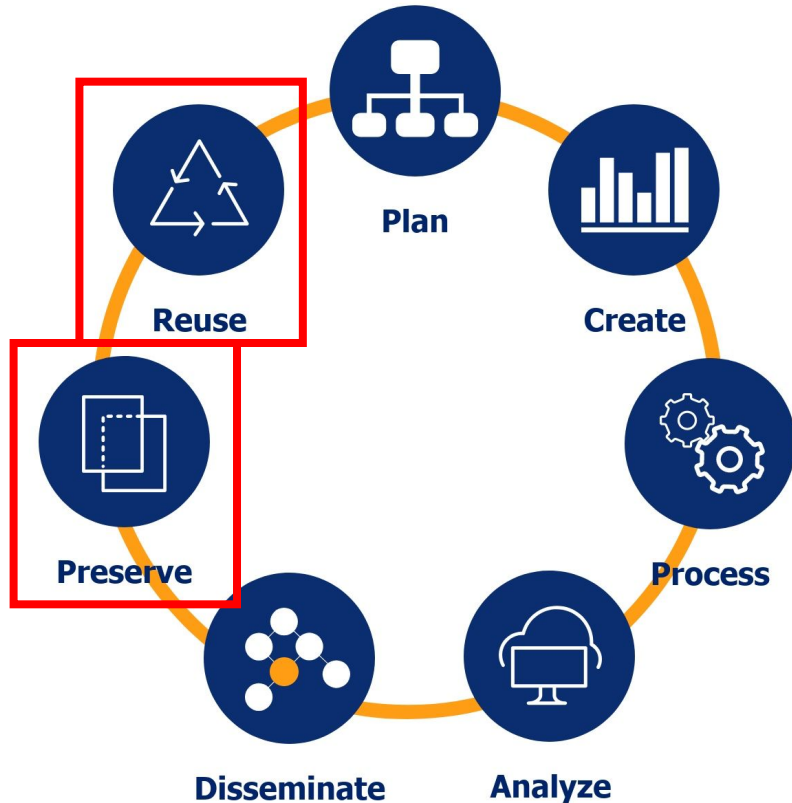 Plan
Create
Process
Analyze
Disseminate
Preserve
Reuse